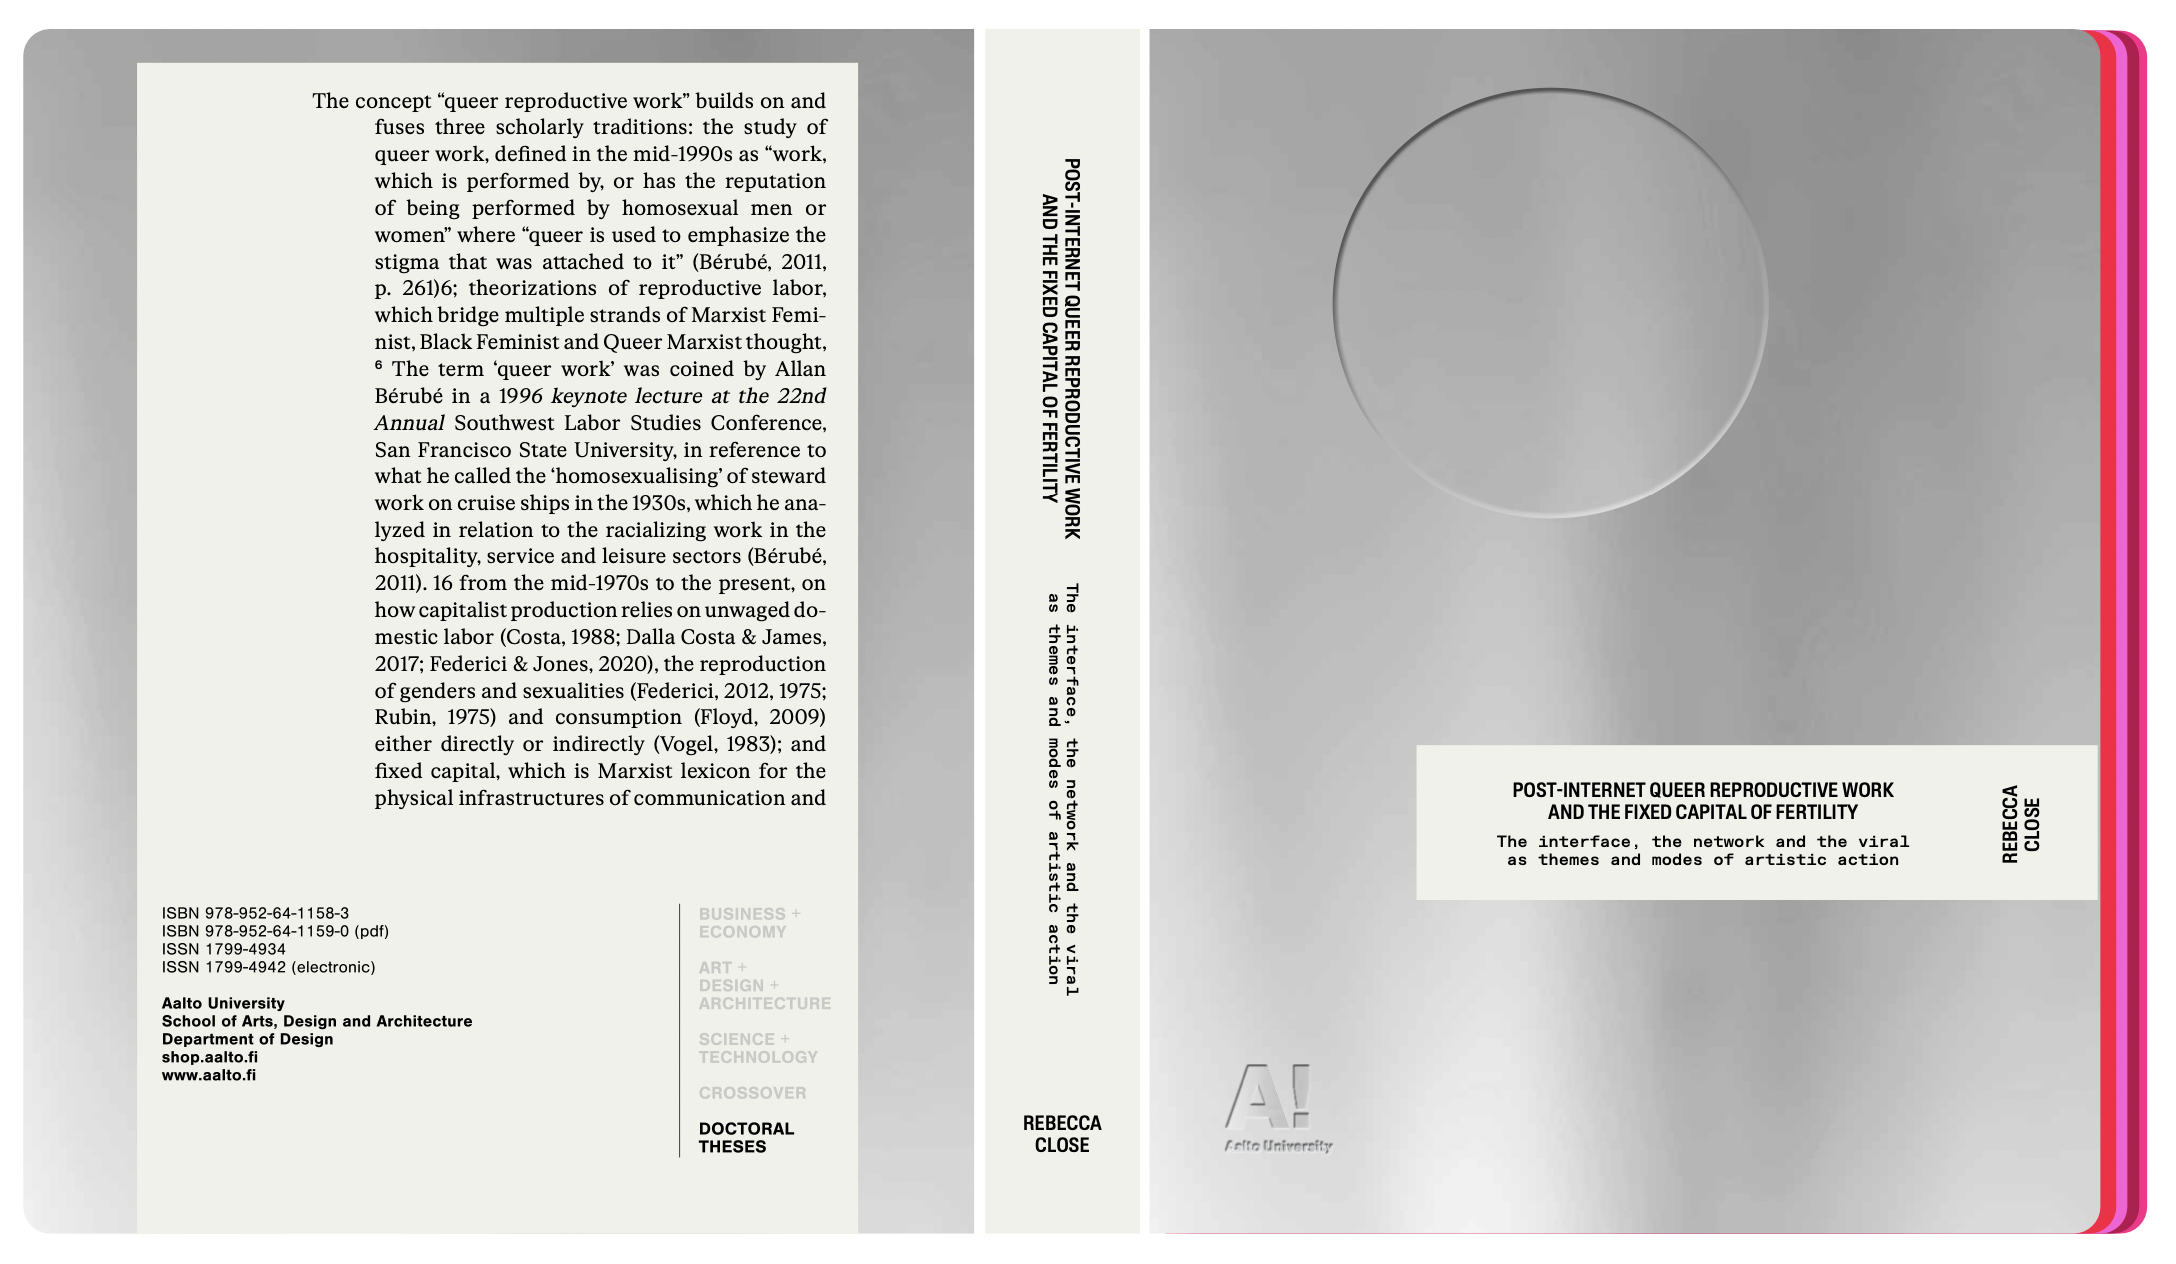 The concept “queer reproductive work” builds on and
fuses three scholarly traditions: the study of
queer work, defined in the mid-1990s as “work,
which is performed by, or has the reputation
of being performed by homosexual men or
women” where “queer is used to emphasize the
stigma that was attached to it” (Bérubé, 2011,
p. 261)6; theorizations of reproductive labor,
which bridge multiple strands of Marxist Femi-
nist, Black Feminist and Queer Marxist thought,
⁶ The term ‘queer work’ was coined by Allan
Bérubé in a 1996 keynote lecture at the 22nd
Annual Southwest Labor Studies Conference,
San Francisco State University, in reference to
what he called the ‘homosexualising’ of steward
work on cruise ships in the 1930s, which he ana-
lyzed in relation to the racializing work in the
hospitality, service and leisure sectors (Bérubé,
2011). 16 from the mid-1970s to the present, on
how capitalist production relies on unwaged do-
mestic labor (Costa, 1988; Dalla Costa & James,
2017; Federici & Jones, 2020), the reproduction
of genders and sexualities (Federici, 2012, 1975;
Rubin, 1975) and consumption (Floyd, 2009)
either directly or indirectly (Vogel, 1983); and
fixed capital, which is Marxist lexicon for the
physical infrastructures of communication and
ISBN 978-952-64-1158-3
ISBN 978-952-64-1159-0 (pdf)
ISSN 1799-4934
ISSN 1799-4942 (electronic)
Aalto University
School of Arts, Design and Architecture
Department of Design
shop.aalto.fi
www.aalto.fi
BUSINESS +
ECONOMY
ART +
DESIGN +
ARCHITECTURE
SCIENCE +
TECHNOLOGY
CROSSOVER
DOCTORAL
THESES
POST-INTERNET QUEER REPRODUCTIVE WORK
AND THE FIXED CAPITAL OF FERTILITY
The interface, the network and the viral
as themes and modes of artistic action
REBECCA
CLOSE
POST-INTERNET QUEER REPRODUCTIVE WORK
AND THE FIXED CAPITAL OF FERTILITY
The interface, the network and the viral
as themes and modes of artistic action
REBECCA
CLOSE
A!
Aalto University